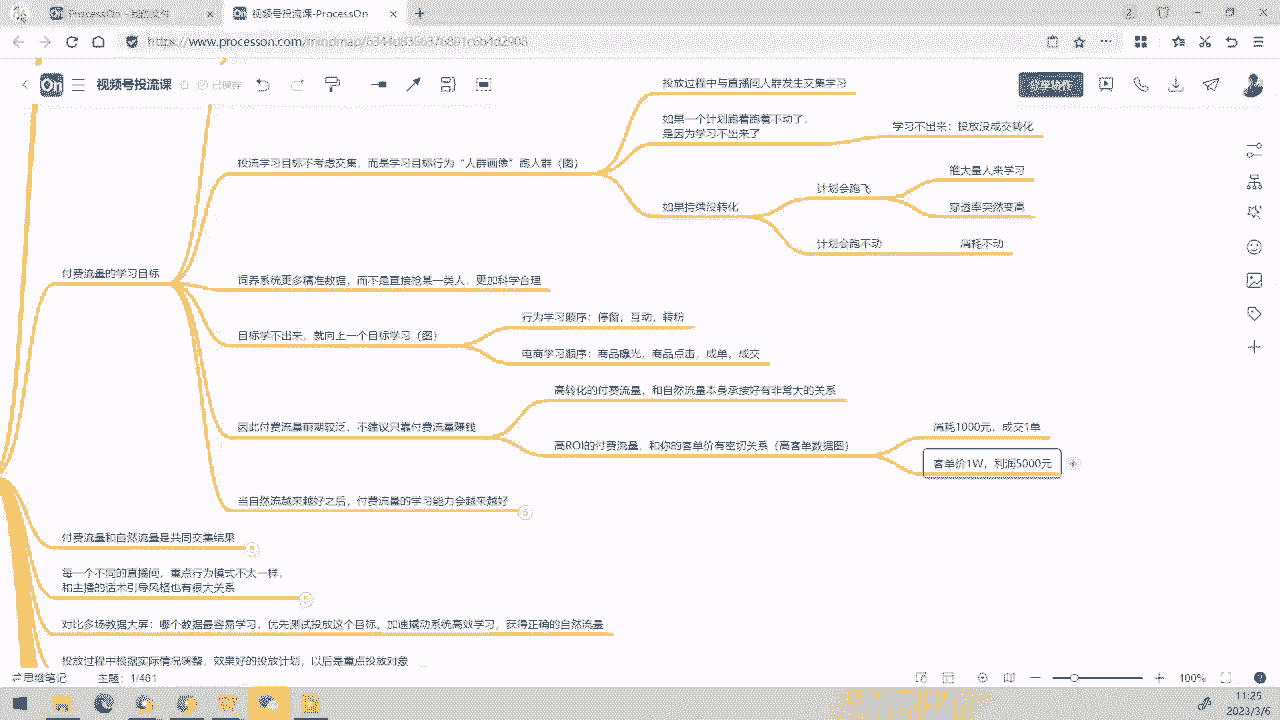 视频号投流课-ProcessOn
2
https://www.processon.com/mindmap/
视频号投流课
已保存
投放过程中与直播间人群发生交集学习
如果一个计划跑着跑着不动了，
是因为学习不出来了
学习不出来：投放没成交转化
投流学习目标不考虑交集，而是学习目标行为“人群画像”跑人群（图）
推大量人来学习
计划会跑飞
穿透率突然变高
如果持续没转化
计划会跑不动
消耗不动
付费流量的学习目标
饲养系统更多精准数据，而不是直接抢某一类人，更加科学合理
行为学习顺序：停留，互动，转粉
目标学不出来，就向上一个目标学习（图）
电商学习顺序：商品曝光，商品点击，成单，成交
高转化的付费流量，和自然流量本身承接好有非常大的关系
因此付费流量前期较泛，不建议只靠付费流量赚钱
消耗1000元，成交1单
高ROI的付费流量，和你的客单价有密切关系（高客单数据图）
客单价1W，利润5000元
当自然流越来越好之后，付费流量的学习能力会越来越好
付费流量和自然流量是共同交集结果
每一个不同的直播间，重点行为模式不太一样，
和主播的话术引导风格也有很大关系
对比多场数据大屏：哪个数据最容易学习，优先测试投放这个目标。加速撬动系统高效学习，获得正确的自然流量
投放过程中根据实际情况调整，效果好的投放计划，以后是重点投放对象
思维笔记
主题：1/481
100%
11:25
2023/3/6